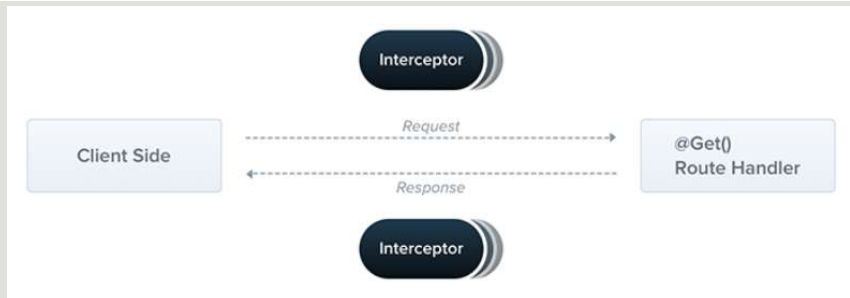 Interceptor
Request
Client Side
@Get()
Route Handler
Response
Interceptor